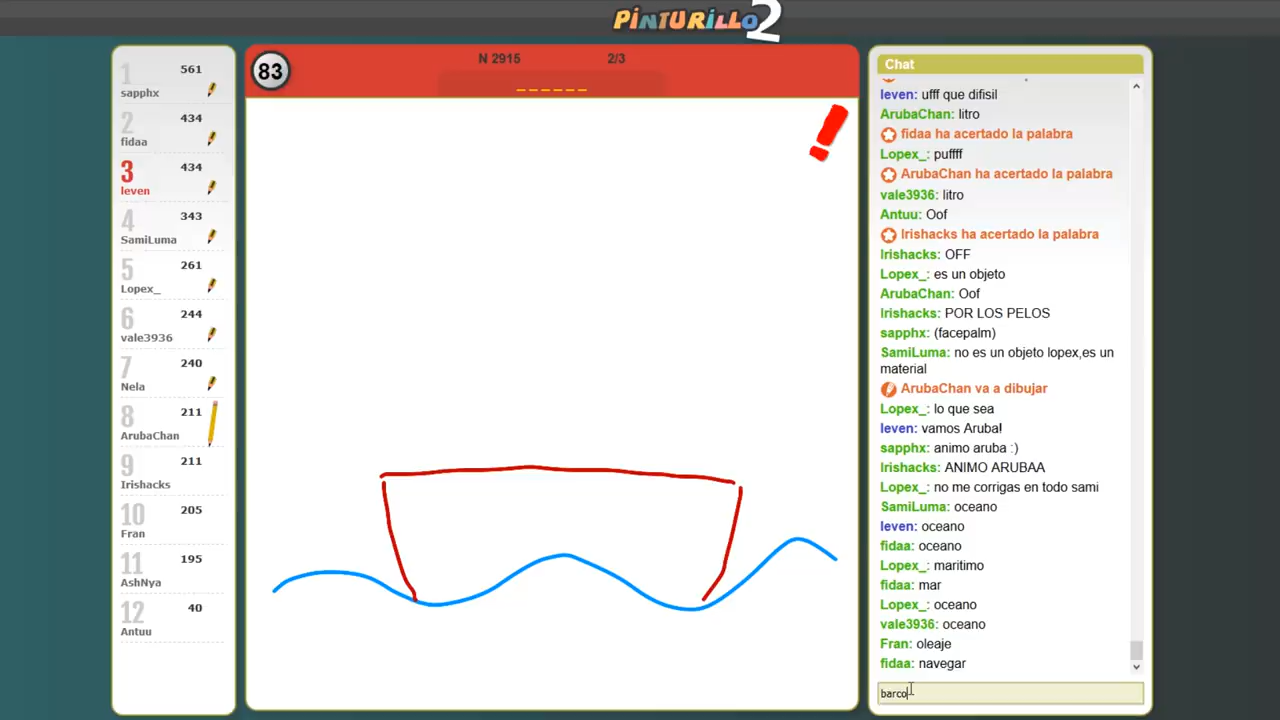 PiNTURiLLO 2
1 561
sapphx
2 434
fidaa
3 434
leven
4 343
SamiLuma
5 261
Lopex_
6 244
vale3936
7 240
Nela
8 211
ArubaChan
9 211
Irishacks
10 205
Fran
11 195
AshNya
12 40
Antuu
83
N 2915
2/3
_ _ _ _ _ _
!
Chat
leven: ufff que difisil
ArubaChan: litro
fidaa ha acertado la palabra
Lopex_: puffff
ArubaChan ha acertado la palabra
vale3936: litro
Antuu: Oof
Irishacks ha acertado la palabra
Irishacks: OFF
Lopex_: es un objeto
ArubaChan: Oof
Irishacks: POR LOS PELOS
sapphx: (facepalm)
SamiLuma: no es un objeto lopex,es un
material
ArubaChan va a dibujar
Lopex_: lo que sea
leven: vamos Aruba!
sapphx: animo aruba :)
Irishacks: ANIMO ARUBAA
Lopex_: no me corrigas en todo sami
SamiLuma: oceano
leven: oceano
fidaa: oceano
Lopex_: maritimo
fidaa: mar
Lopex_: oceano
vale3936: oceano
Fran: oleaje
fidaa: navegar
barco